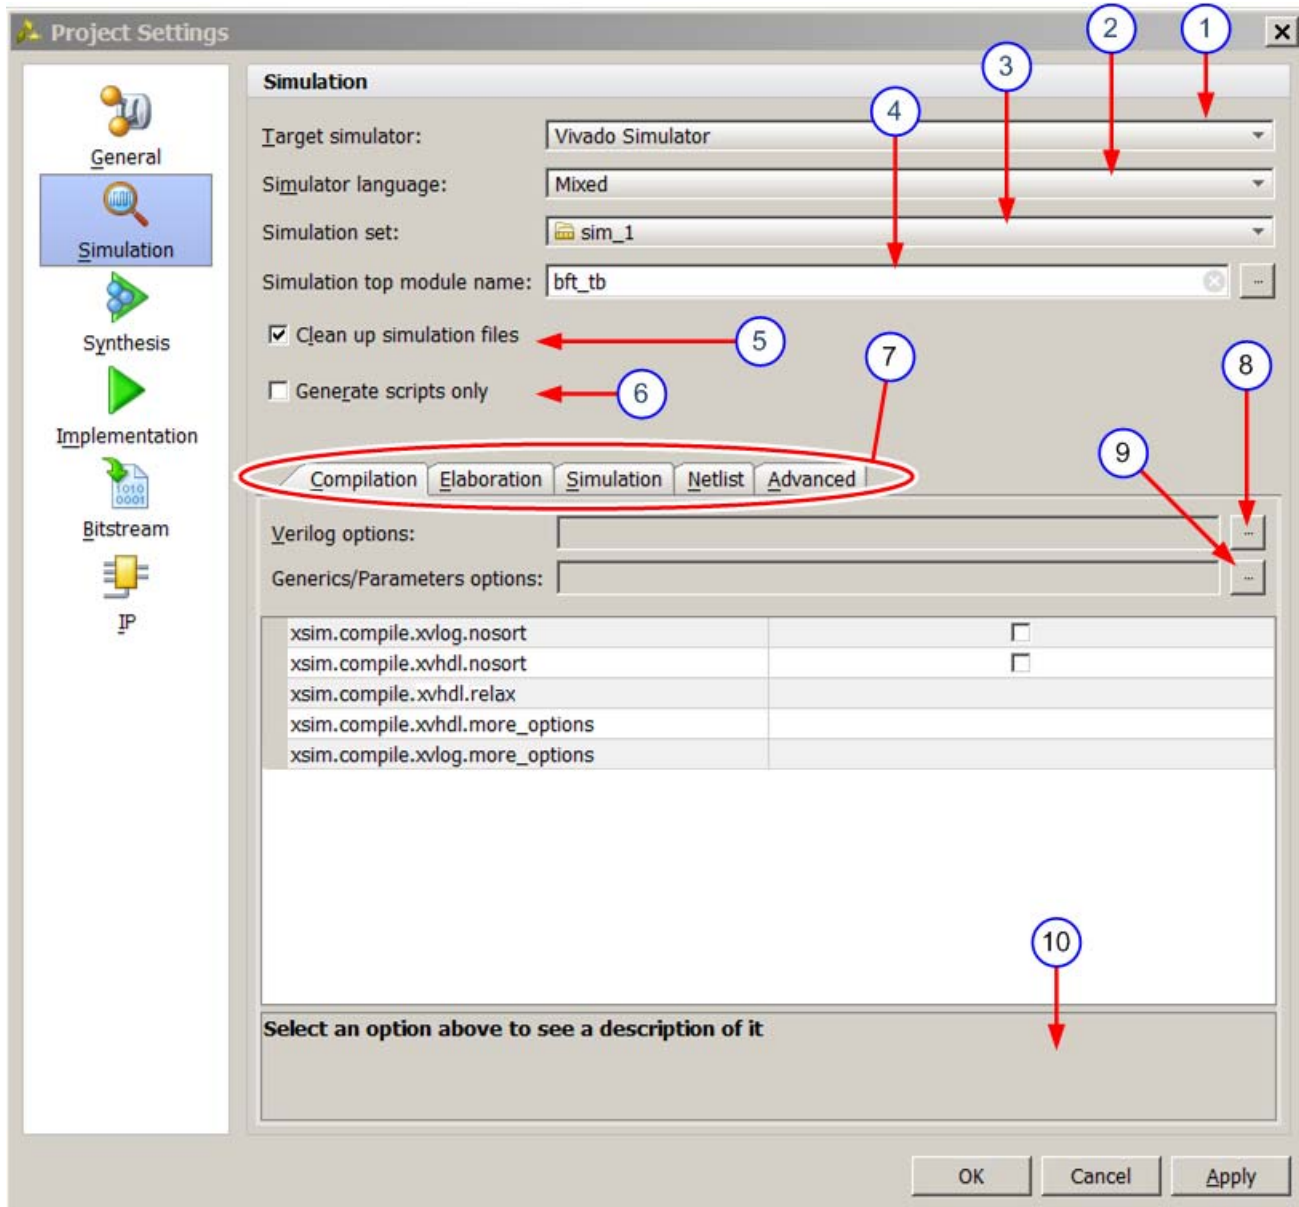 Project Settings
2
1
3
4
General
Simulation
Synthesis
Implementation
Bitstream
IP
Simulation
Target simulator: Vivado Simulator
Simulator language: Mixed
Simulation set: sim_1
Simulation top module name: bft_tb ...
Clean up simulation files
5
7
8
Generate scripts only
6
9
Compilation Elaboration Simulation Netlist Advanced
Verilog options: ...
Generics/Parameters options: ...
xsim.compile.xvlog.nosort
xsim.compile.xvhdl.nosort
xsim.compile.xvhdl.relax
xsim.compile.xvhdl.more_options
xsim.compile.xvlog.more_options
10
Select an option above to see a description of it
OK Cancel Apply